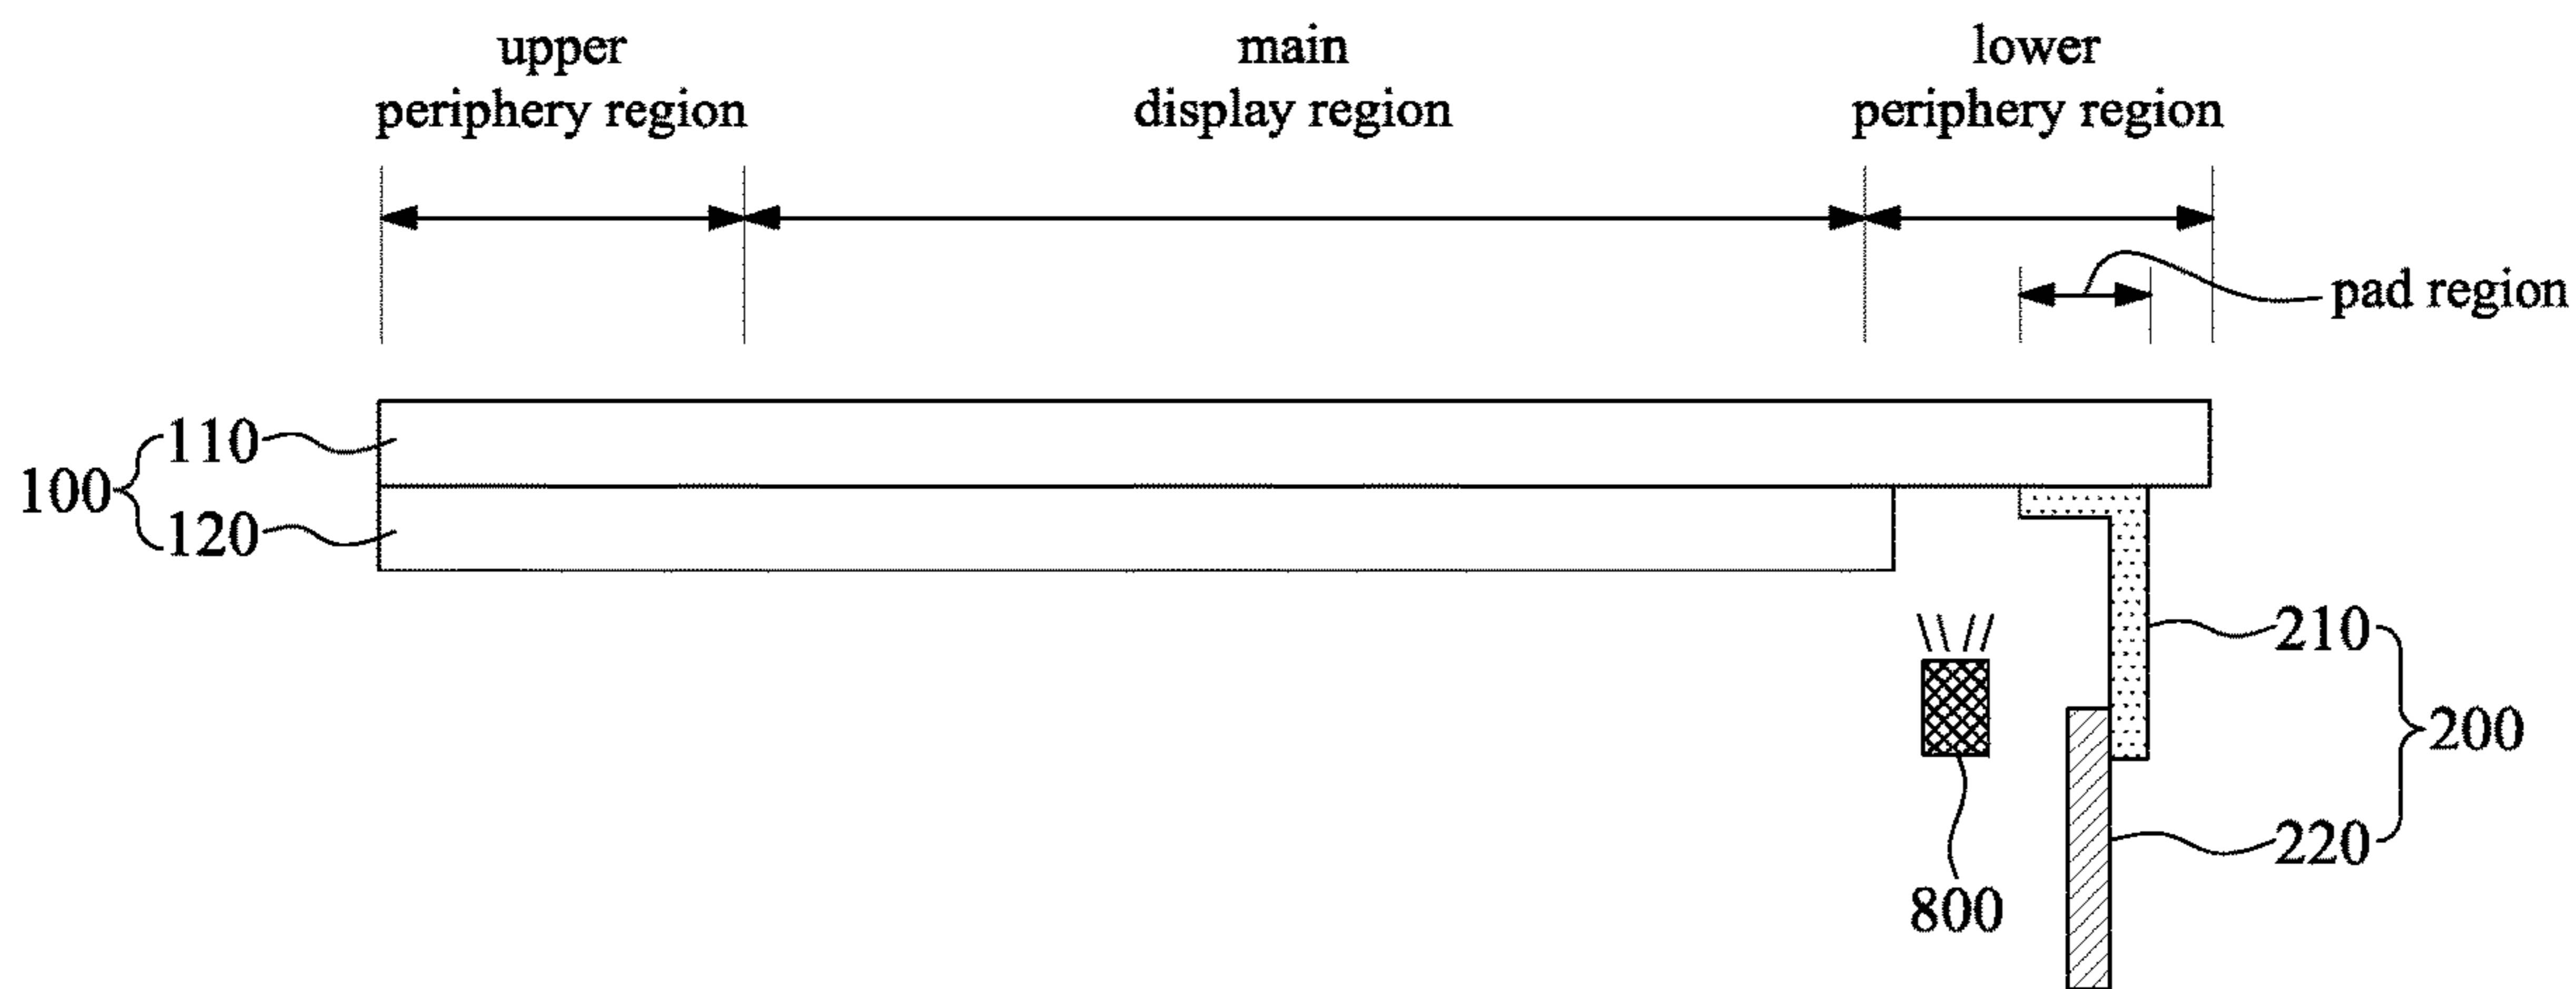 upper
periphery region
main
display region
lower
periphery region
pad region
100
110
120
210
200
220
800